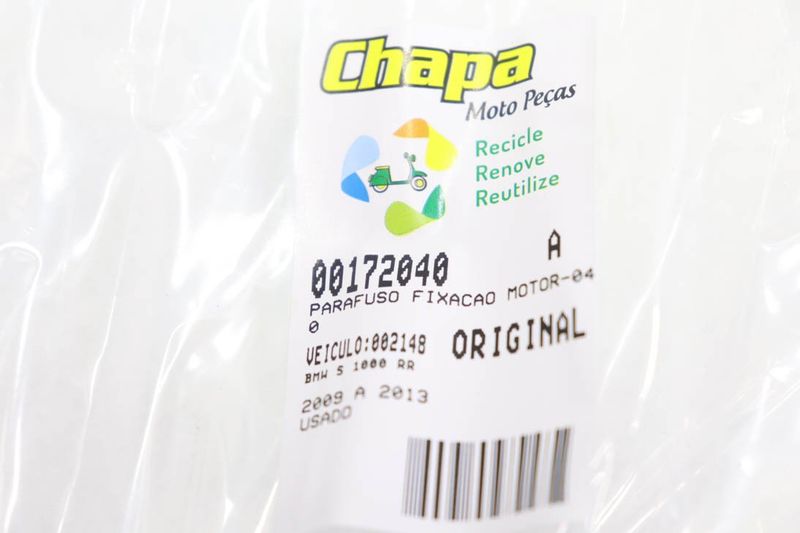 Chapa
Moto Peças
Recicle
Renove
Reutilize
00172040 A
PARAFUSO FIXACAO MOTOR-04
0
VEICULO:002148 ORIGINAL
BMW S 1000 RR
2009 A 2013
USADO